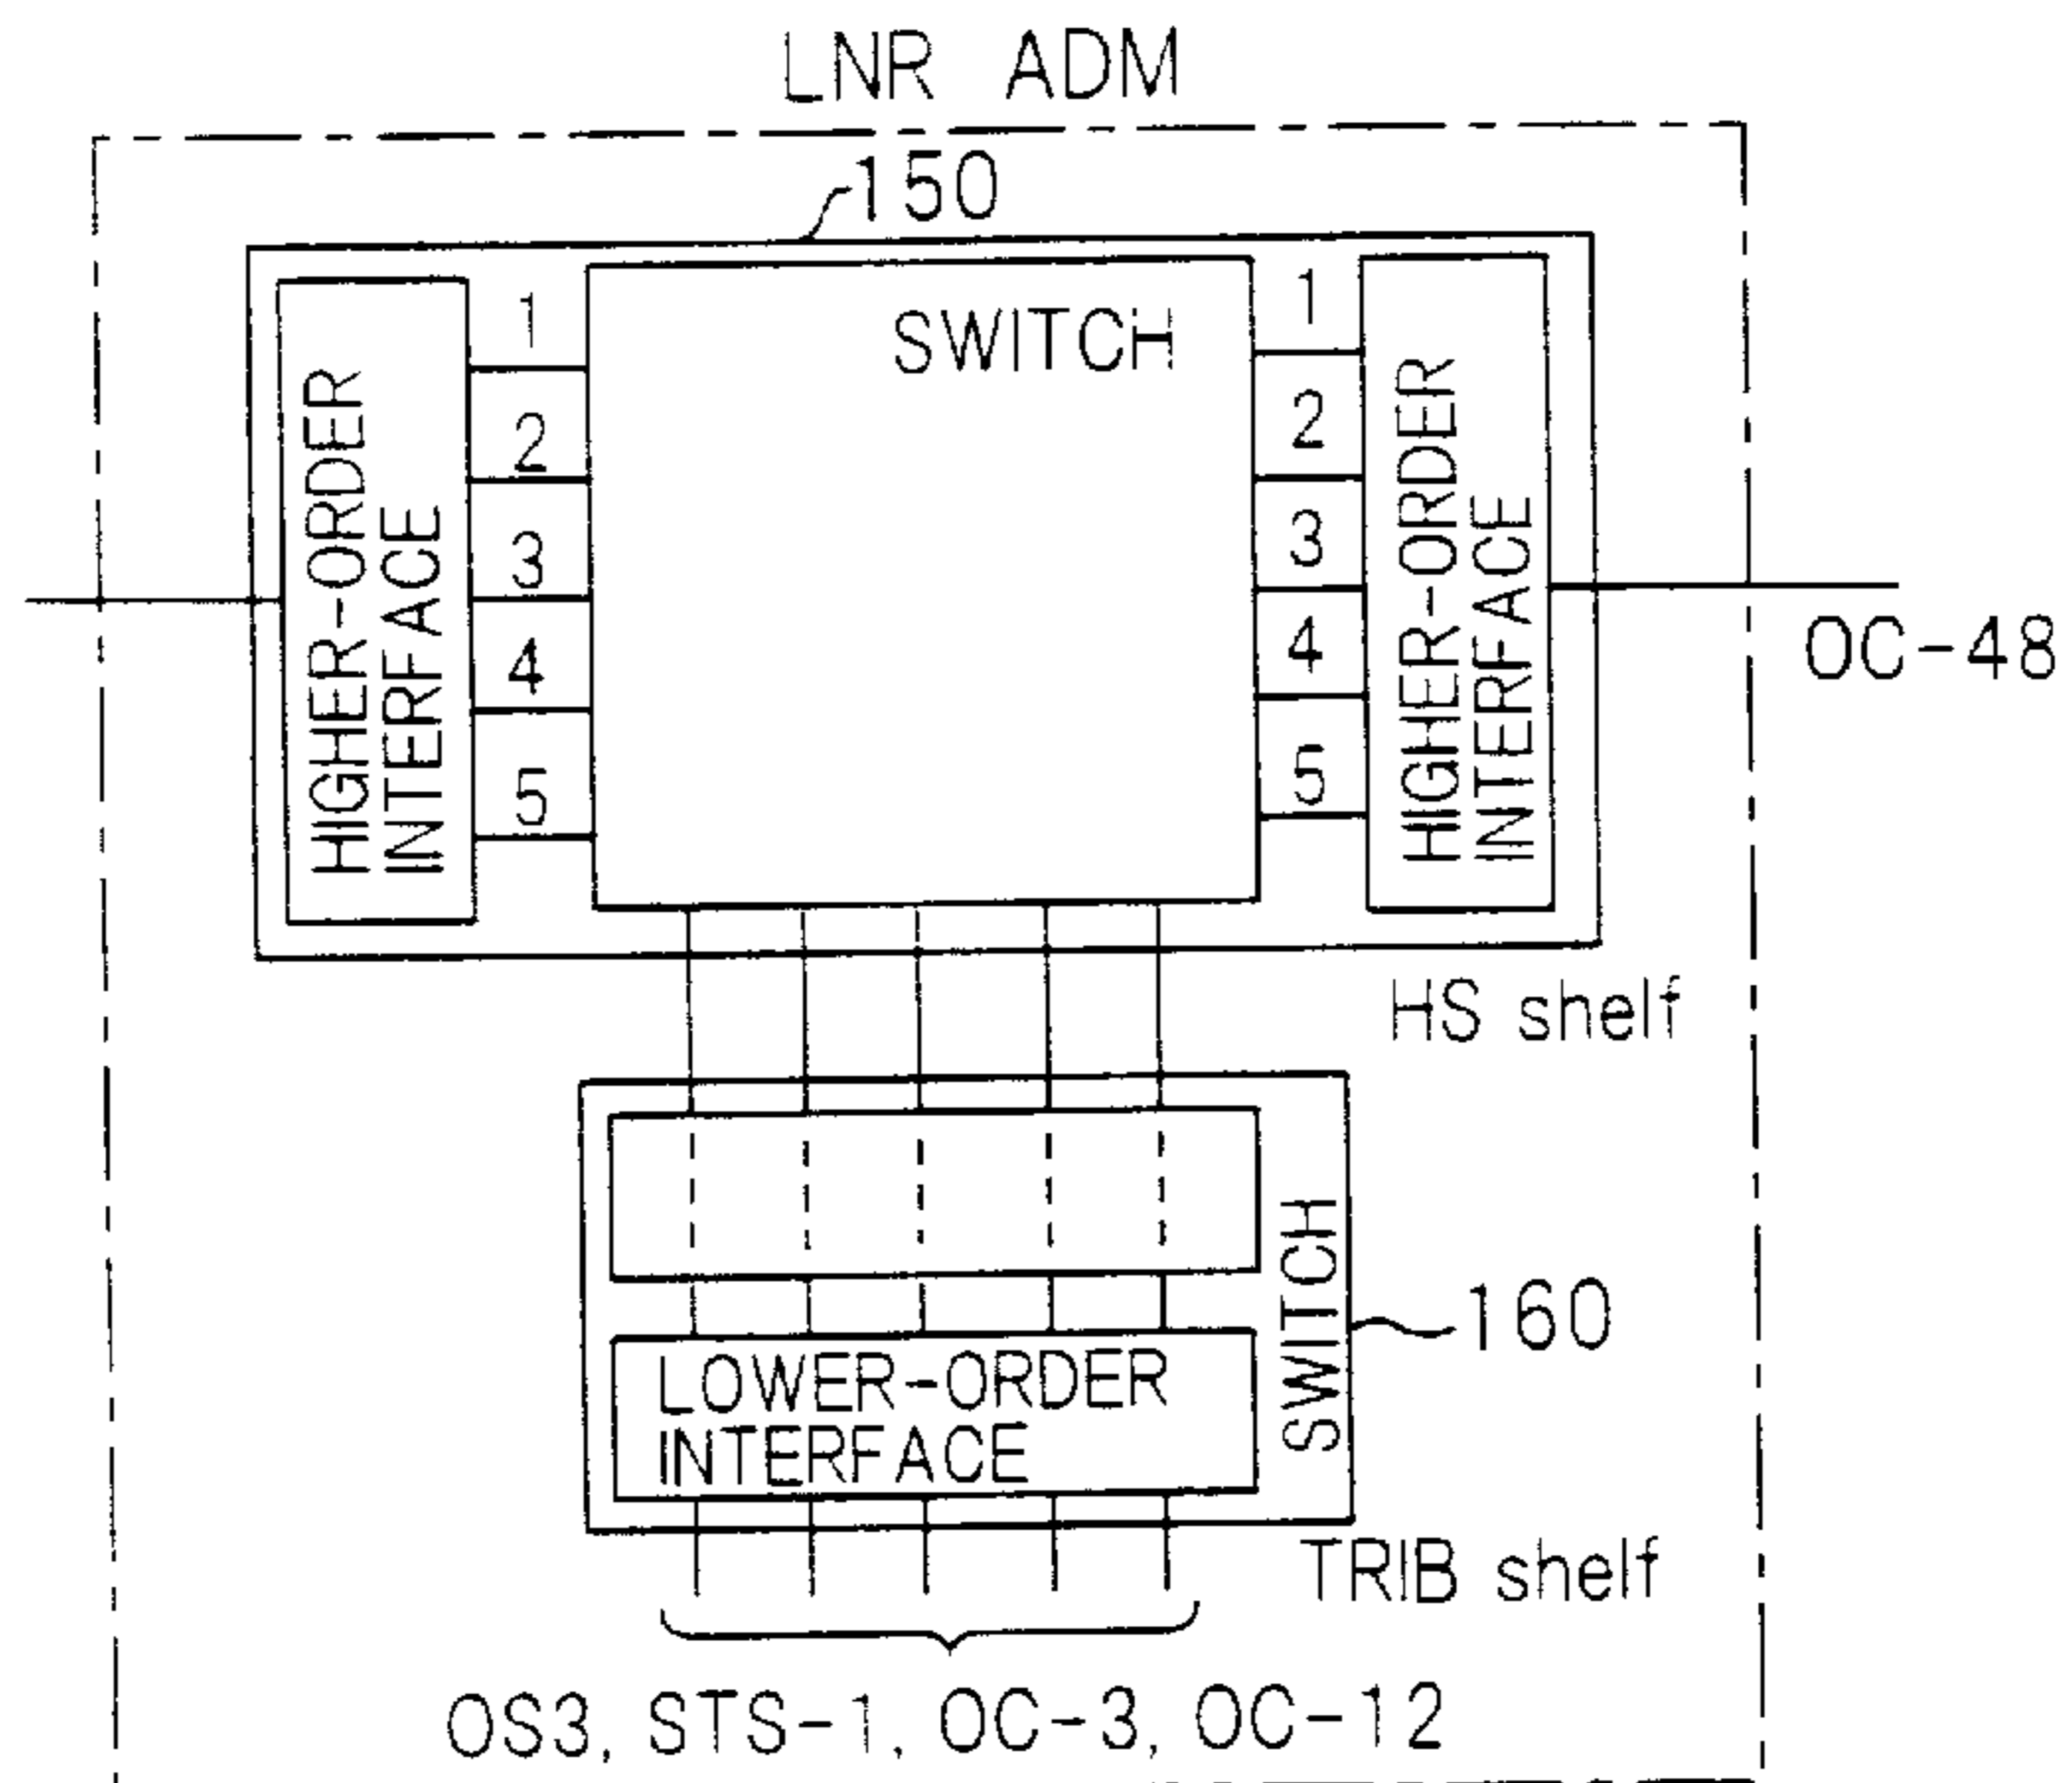 LNR ADM
150
SWITCH
HIGHER-ORDER
INTERFACE
1
2
3
4
5
1
2
3
4
5
HIGHER-ORDER
INTERFACE
OC-48
HS shelf
SWITCH
160
LOWER-ORDER
INTERFACE
TRIB shelf
OS3, STS-1, OC-3, OC-12